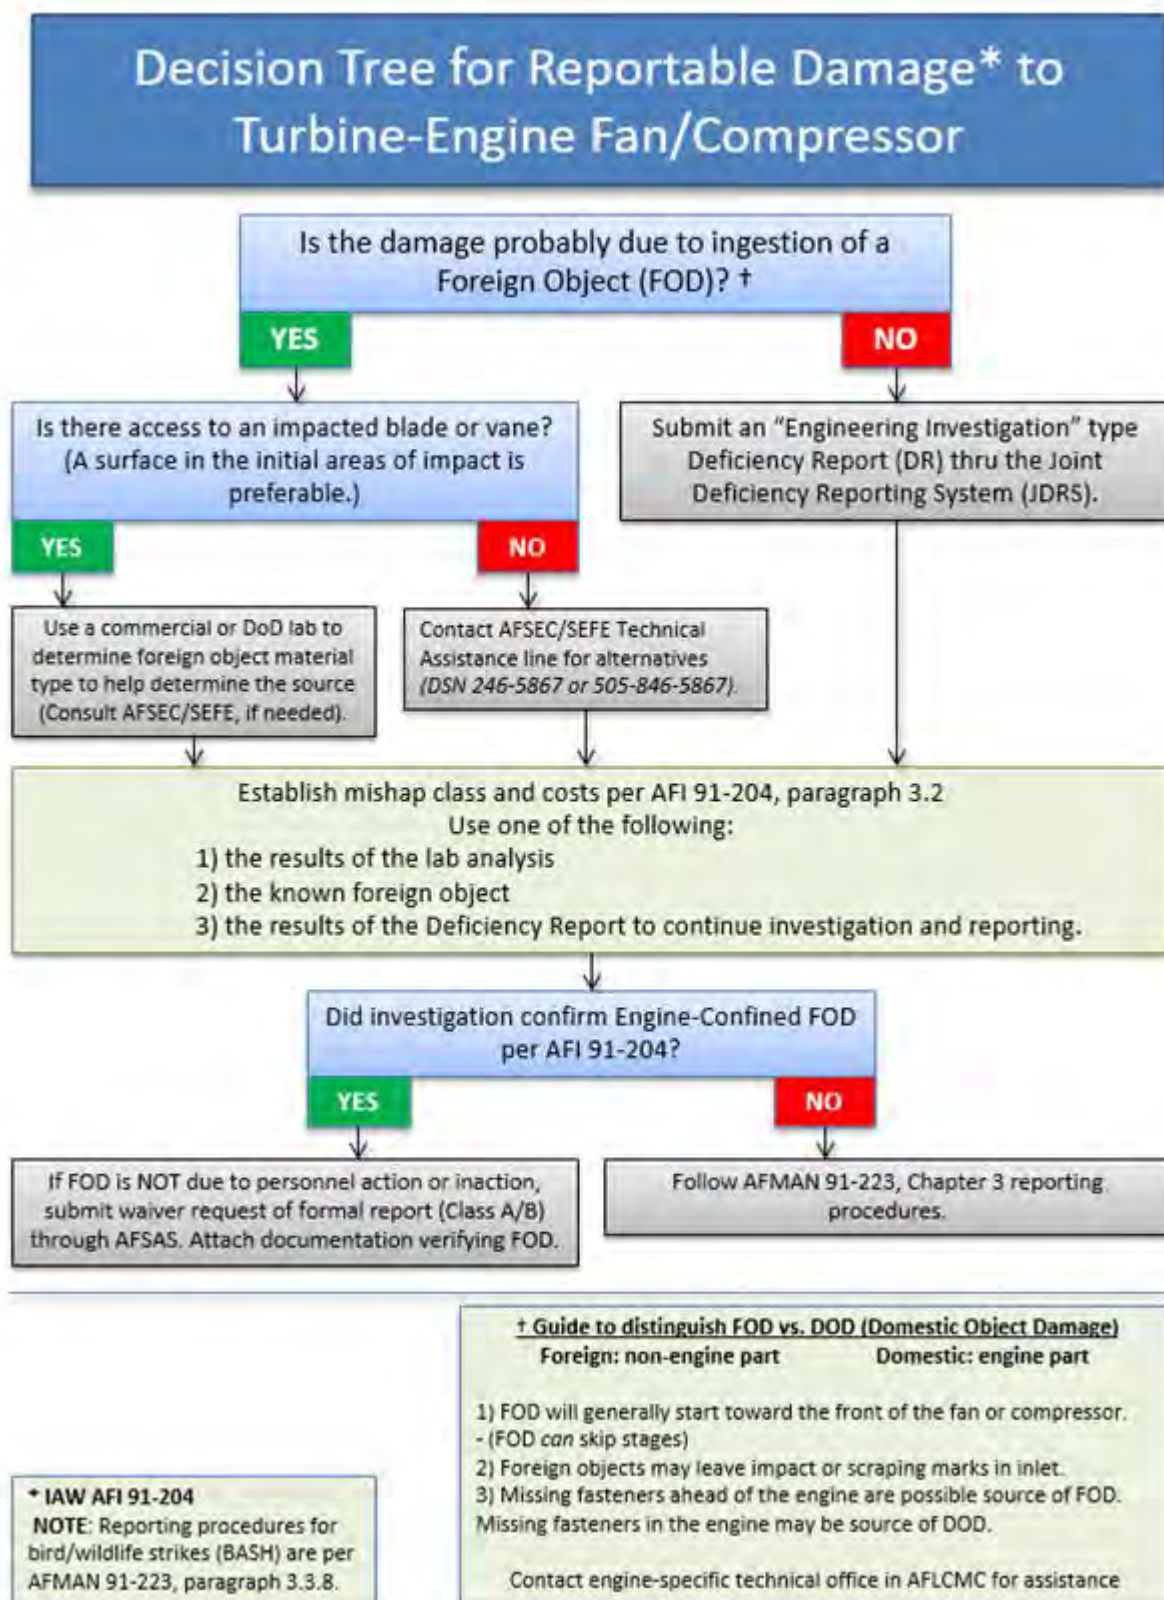 Decision Tree for Reportable Damage* to
Turbine-Engine Fan/Compressor
Is the damage probably due to ingestion of a
Foreign Object (FOD)? †
YES
NO
Is there access to an impacted blade or vane?
(A surface in the initial areas of impact is
preferable.)
Submit an “Engineering Investigation” type
Deficiency Report (DR) thru the Joint
Deficiency Reporting System (JDRS).
YES
NO
Use a commercial or DoD lab to
determine foreign object material
type to help determine the source
(Consult AFSEC/SEFE, if needed).
Contact AFSEC/SEFE Technical
Assistance line for alternatives
(DSN 246-5867 or 505-846-5867).
Establish mishap class and costs per AFI 91-204, paragraph 3.2
Use one of the following:
1) the results of the lab analysis
2) the known foreign object
3) the results of the Deficiency Report to continue investigation and reporting.
Did investigation confirm Engine-Confined FOD
per AFI 91-204?
YES
NO
If FOD is NOT due to personnel action or inaction,
submit waiver request of formal report (Class A/B)
through AFSAS. Attach documentation verifying FOD.
Follow AFMAN 91-223, Chapter 3 reporting
procedures.
† Guide to distinguish FOD vs. DOD (Domestic Object Damage)
Foreign: non-engine part Domestic: engine part
1) FOD will generally start toward the front of the fan or compressor.
- (FOD can skip stages)
2) Foreign objects may leave impact or scraping marks in inlet.
3) Missing fasteners ahead of the engine are possible source of FOD.
Missing fasteners in the engine may be source of DOD.
Contact engine-specific technical office in AFLCMC for assistance
* IAW AFI 91-204
NOTE: Reporting procedures for
bird/wildlife strikes (BASH) are per
AFMAN 91-223, paragraph 3.3.8.